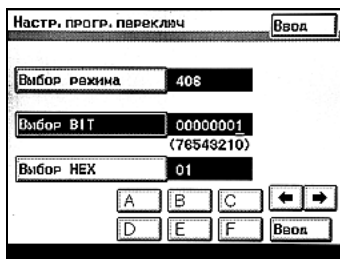 Настр. прогр. переключ Ввод
Выбор режима 408
Выбор BIT 00000001
(76543210)
Выбор HEX 01
A B C ← →
D E F Ввод